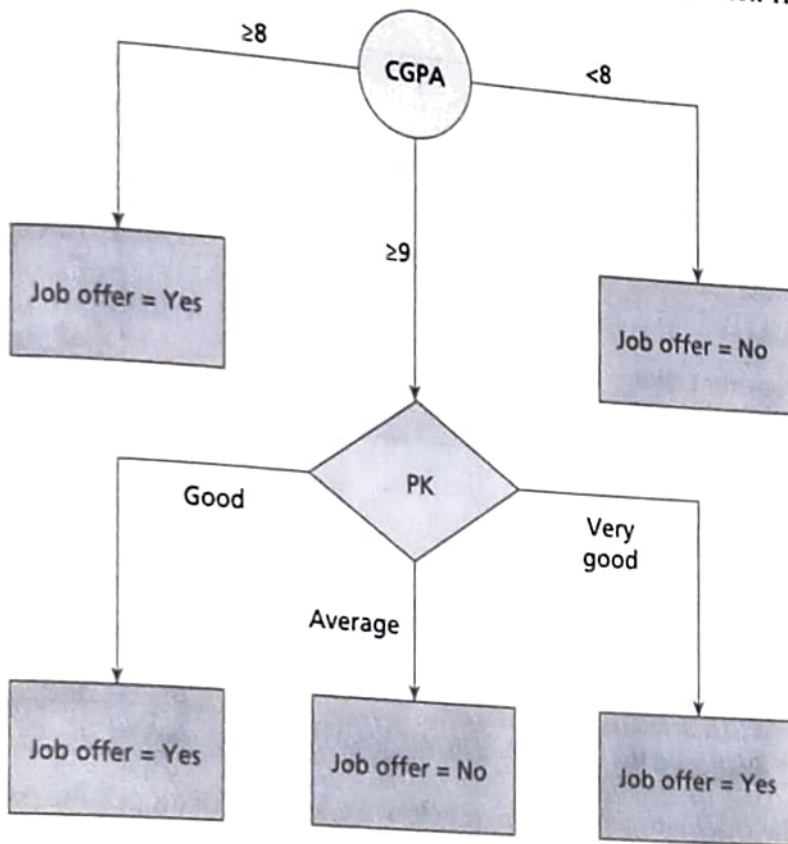 CGPA
≥8
<8
≥9
Job offer = Yes
Job offer = No
PK
Good
Very
good
Average
Job offer = Yes
Job offer = No
Job offer = Yes